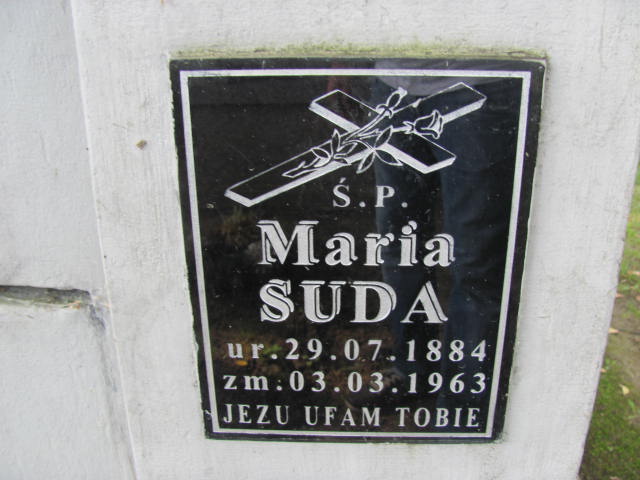 Ś.P.
Maria
SUDA
ur.29.07.1884
zm.03.03.1963
JEZU UFAM TOBIE